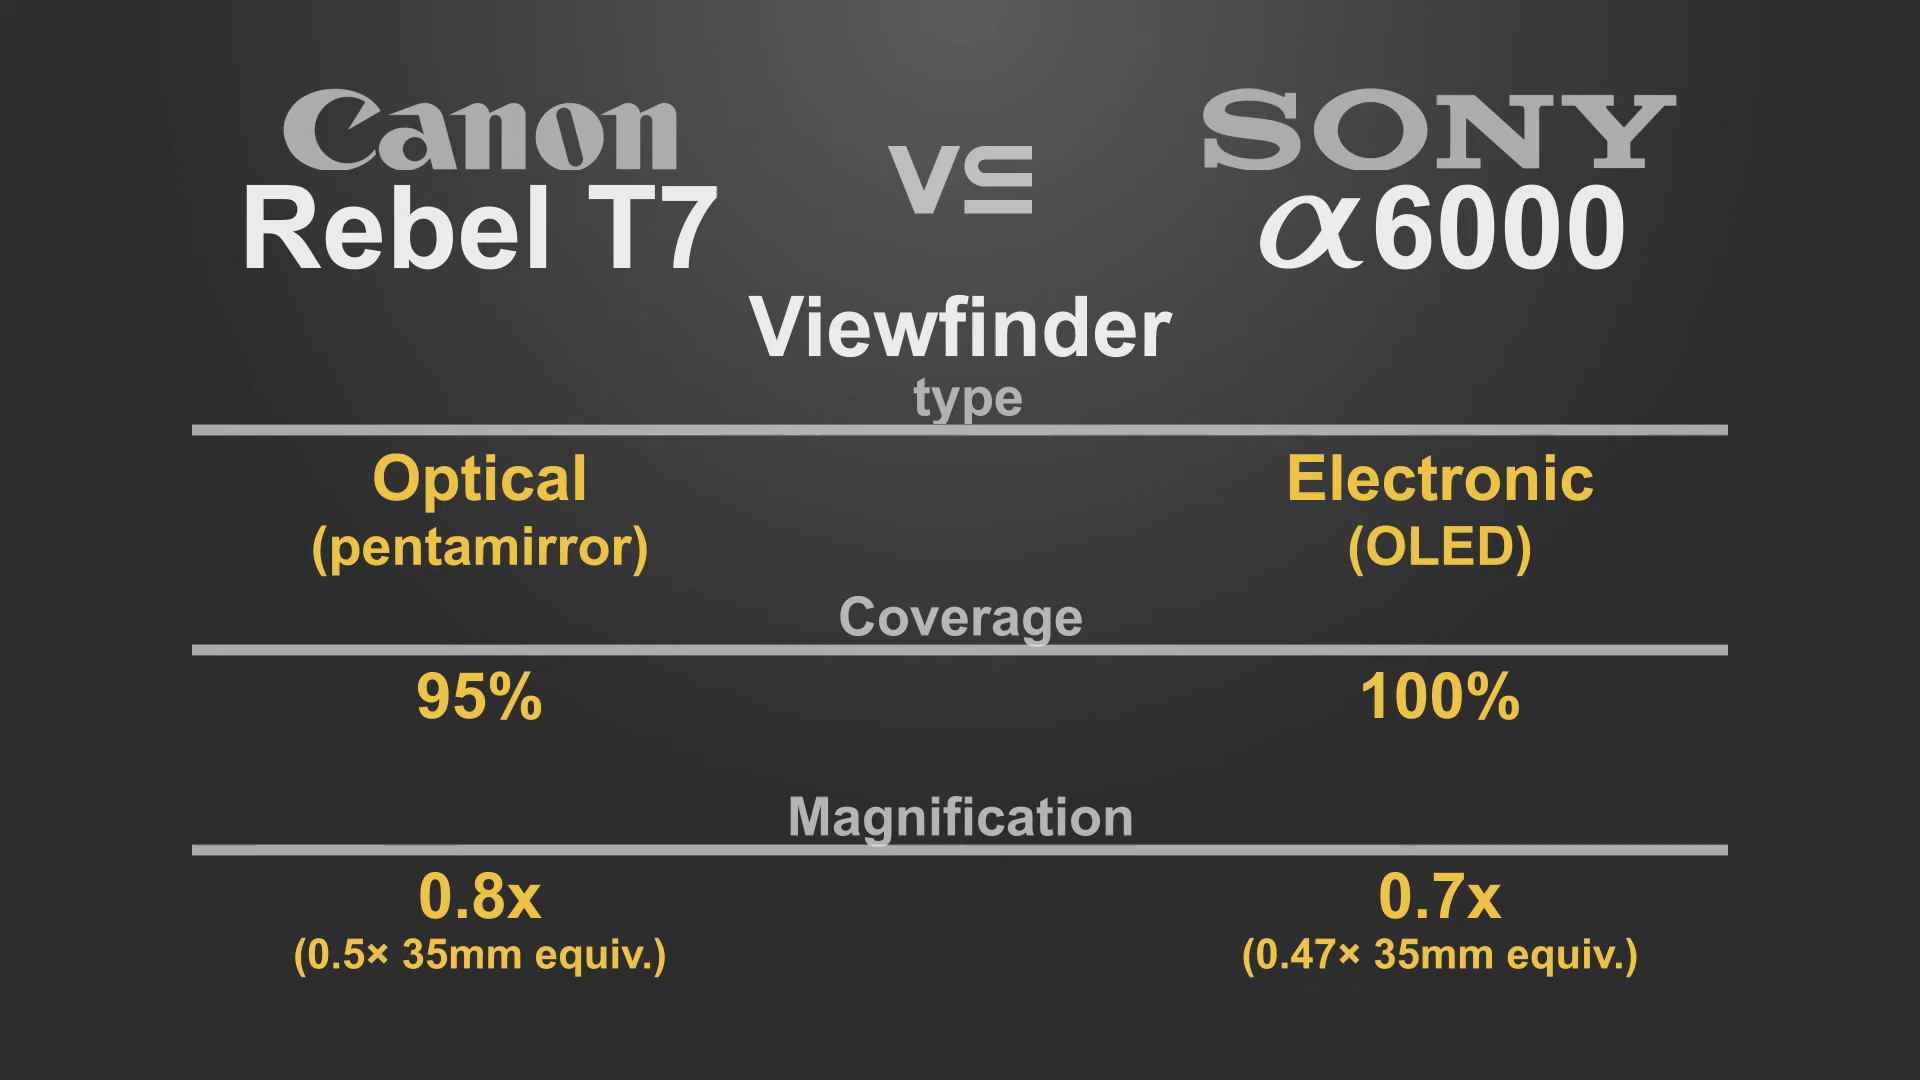 Canon VS SONY
Rebel T7 α6000
Viewfinder
type
Optical Electronic
(pentamirror) (OLED)
Coverage
95% 100%
Magnification
0.8x 0.7x
(0.5× 35mm equiv.) (0.47× 35mm equiv.)